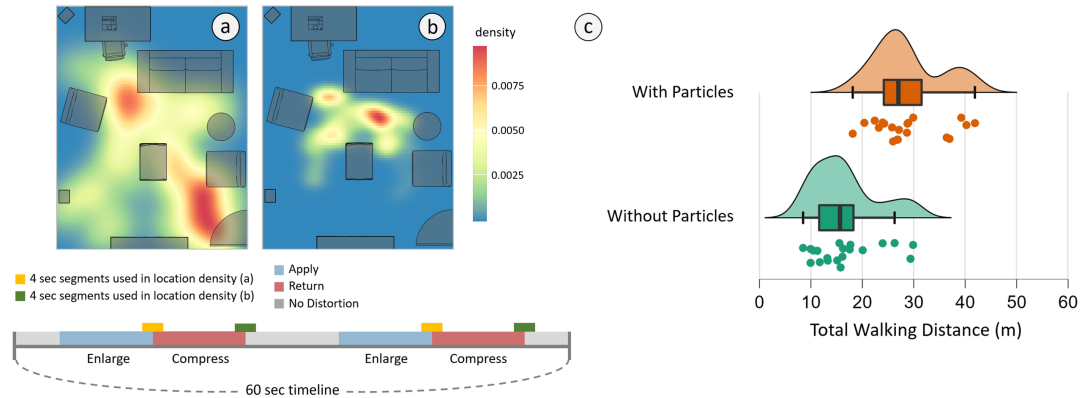 a
b
density
0.0075
0.0050
0.0025
4 sec segments used in location density (a)
4 sec segments used in location density (b)
Apply
Return
No Distortion
Enlarge
Compress
Enlarge
Compress
60 sec timeline
c
With Particles
Without Particles
0 10 20 30 40 50 60
Total Walking Distance (m)